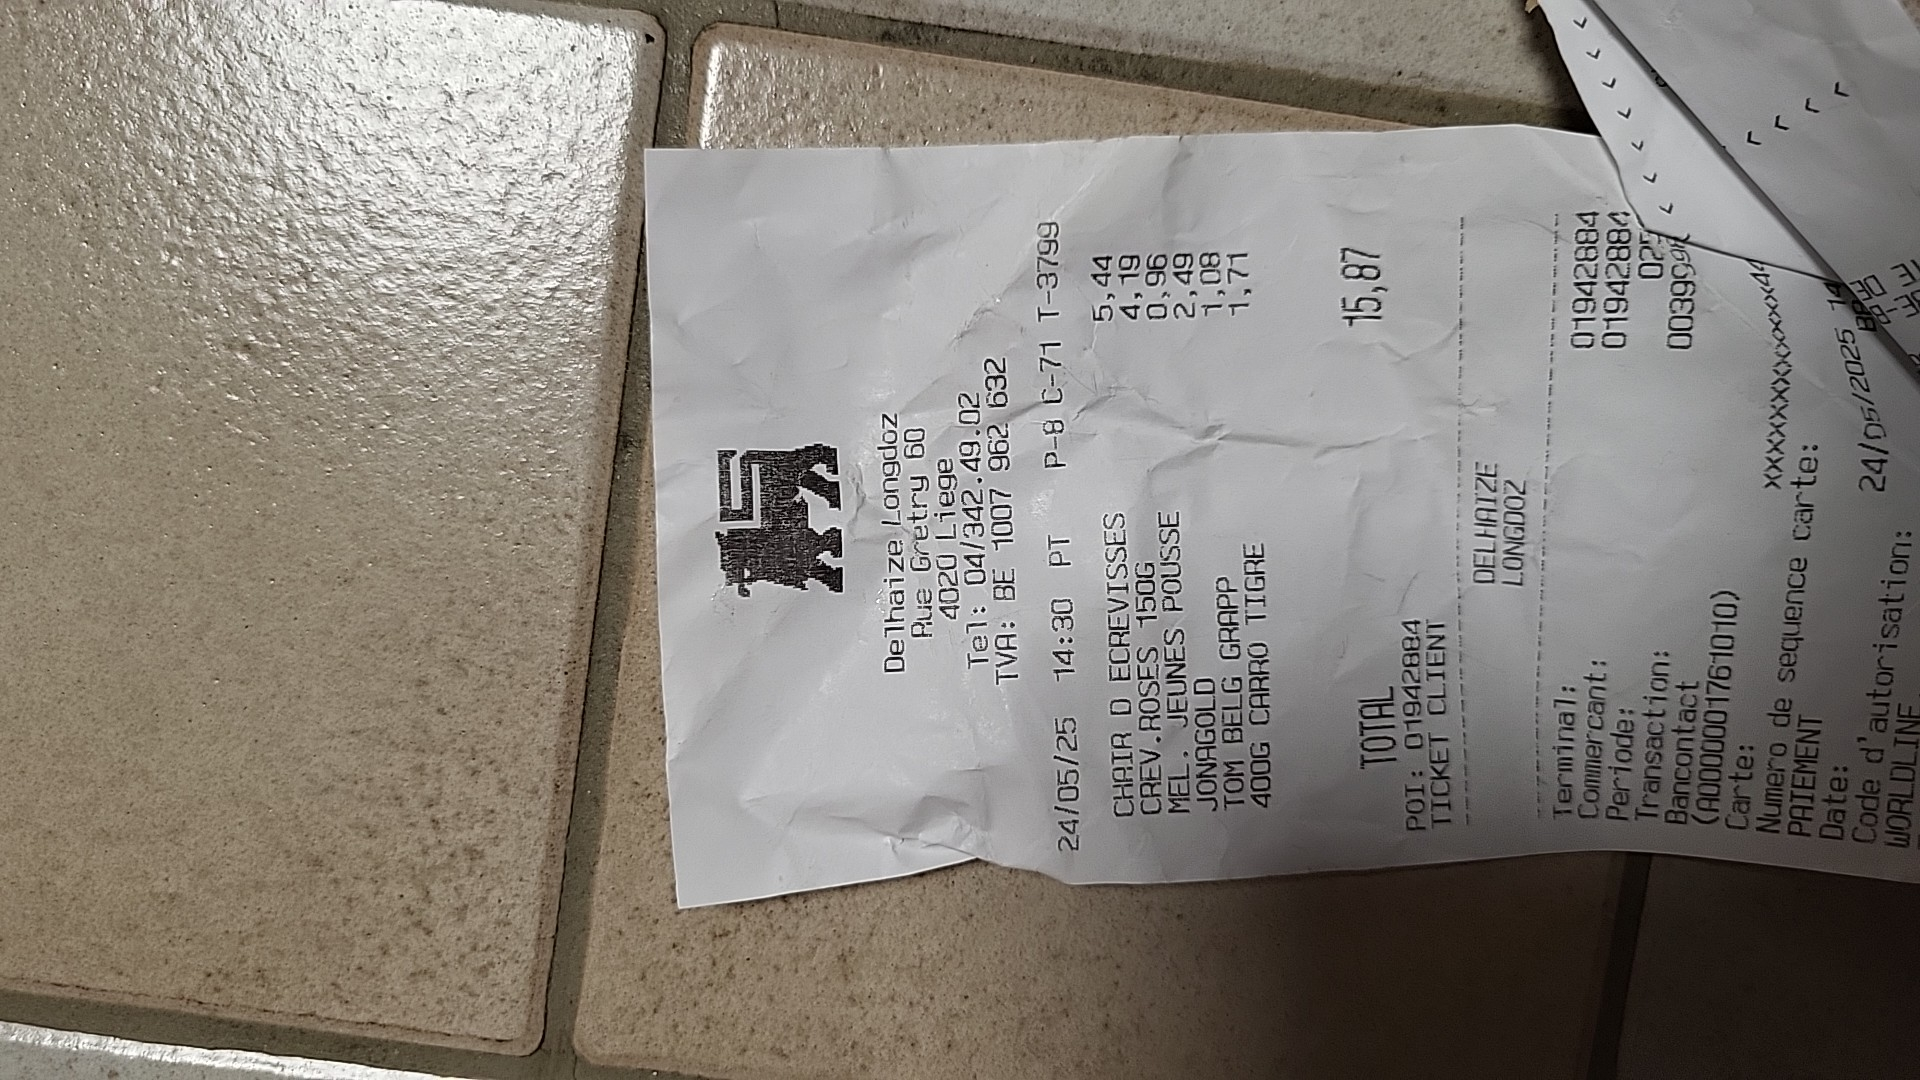 Delhaize Longdoz
Rue Gretry 60
4020 Liege
Tel: 04/342.49.02
TVA: BE 1007 962 632
24/05/25 14:30 PT P-8 C-71 T-3799
CHAIR D ECREVISSES 5,44
CREV.ROSES 150G 4,19
MEL. JEUNES POUSSE 0,96
JONAGOLD 2,49
TOM BELG GRAPP 1,08
400G CARRO TIGRE 1,71
TOTAL 15,87
POI: 01942884
TICKET CLIENT
DELHAIZE
LONGDOZ
Terminal: 01942884
Commercant: 01942884
Periode:
Transaction:
Bancontact
(A0000001761010)
Carte:
Numero de sequence carte:
PAIEMENT
Date: 24/05/2025
Code d'autorisation:
WORLDLINE